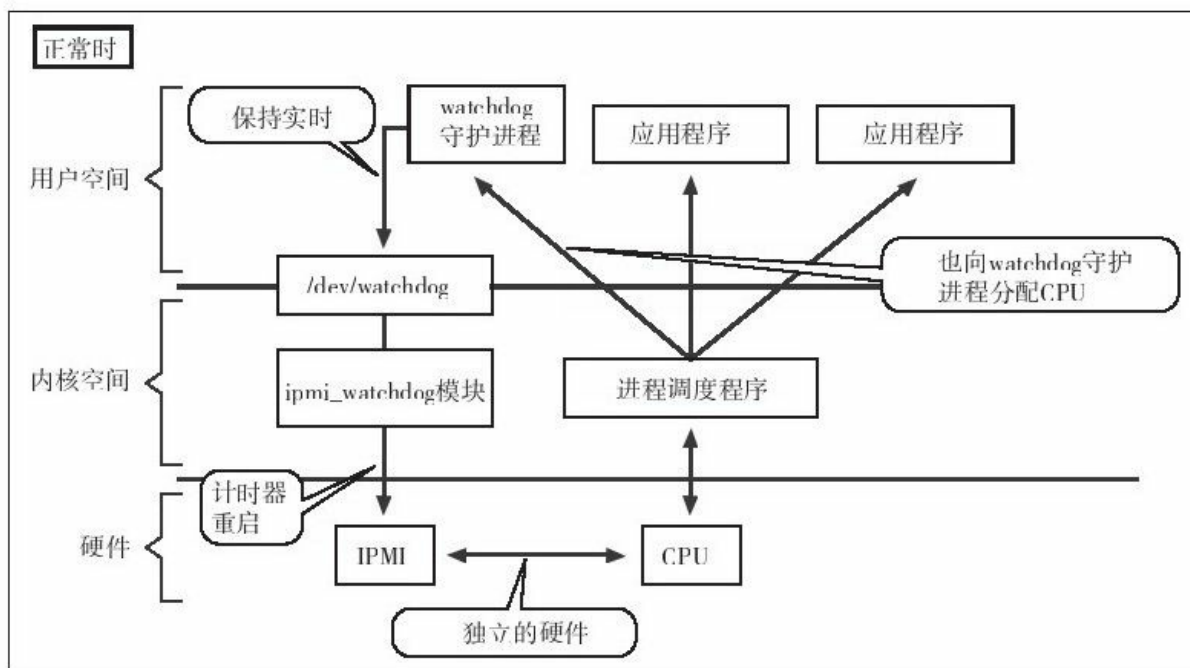 正常时
保持实时
watchdog
守护进程
应用程序
应用程序
用户空间
也向watchdog守护
进程分配CPU
/dev/watchdog
内核空间
ipmi_watchdog模块
进程调度程序
计时器
重启
硬件
IPMI
CPU
独立的硬件